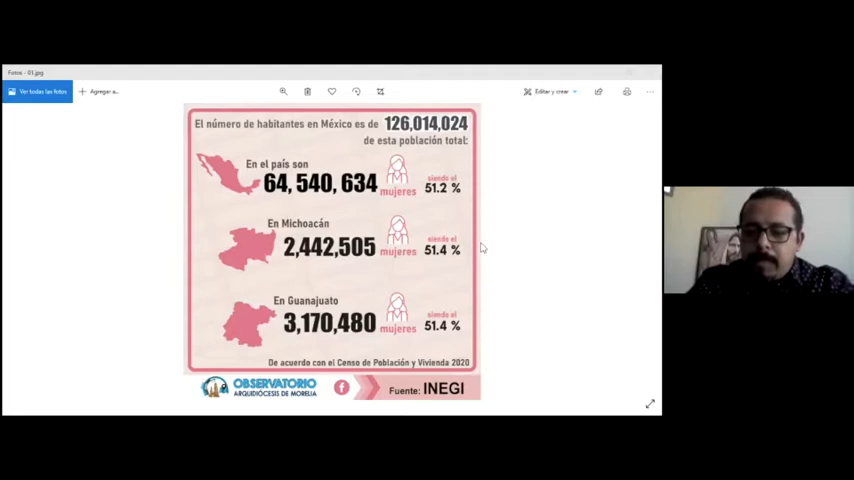 Fotos - 01.jpg
Ver todas las fotos
Agregar a...
Editar y crear
El número de habitantes en México es de 126,014,024
de esta población total:
En el país son
64, 540, 634
mujeres
siendo el
51.2 %
En Michoacán
2,442,505
mujeres
siendo el
51.4 %
En Guanajuato
3,170,480
mujeres
siendo el
51.4 %
De acuerdo con el Censo de Población y Vivienda 2020
OBSERVATORIO
ARQUIDIÓCESIS DE MORELIA
f
Fuente: INEGI